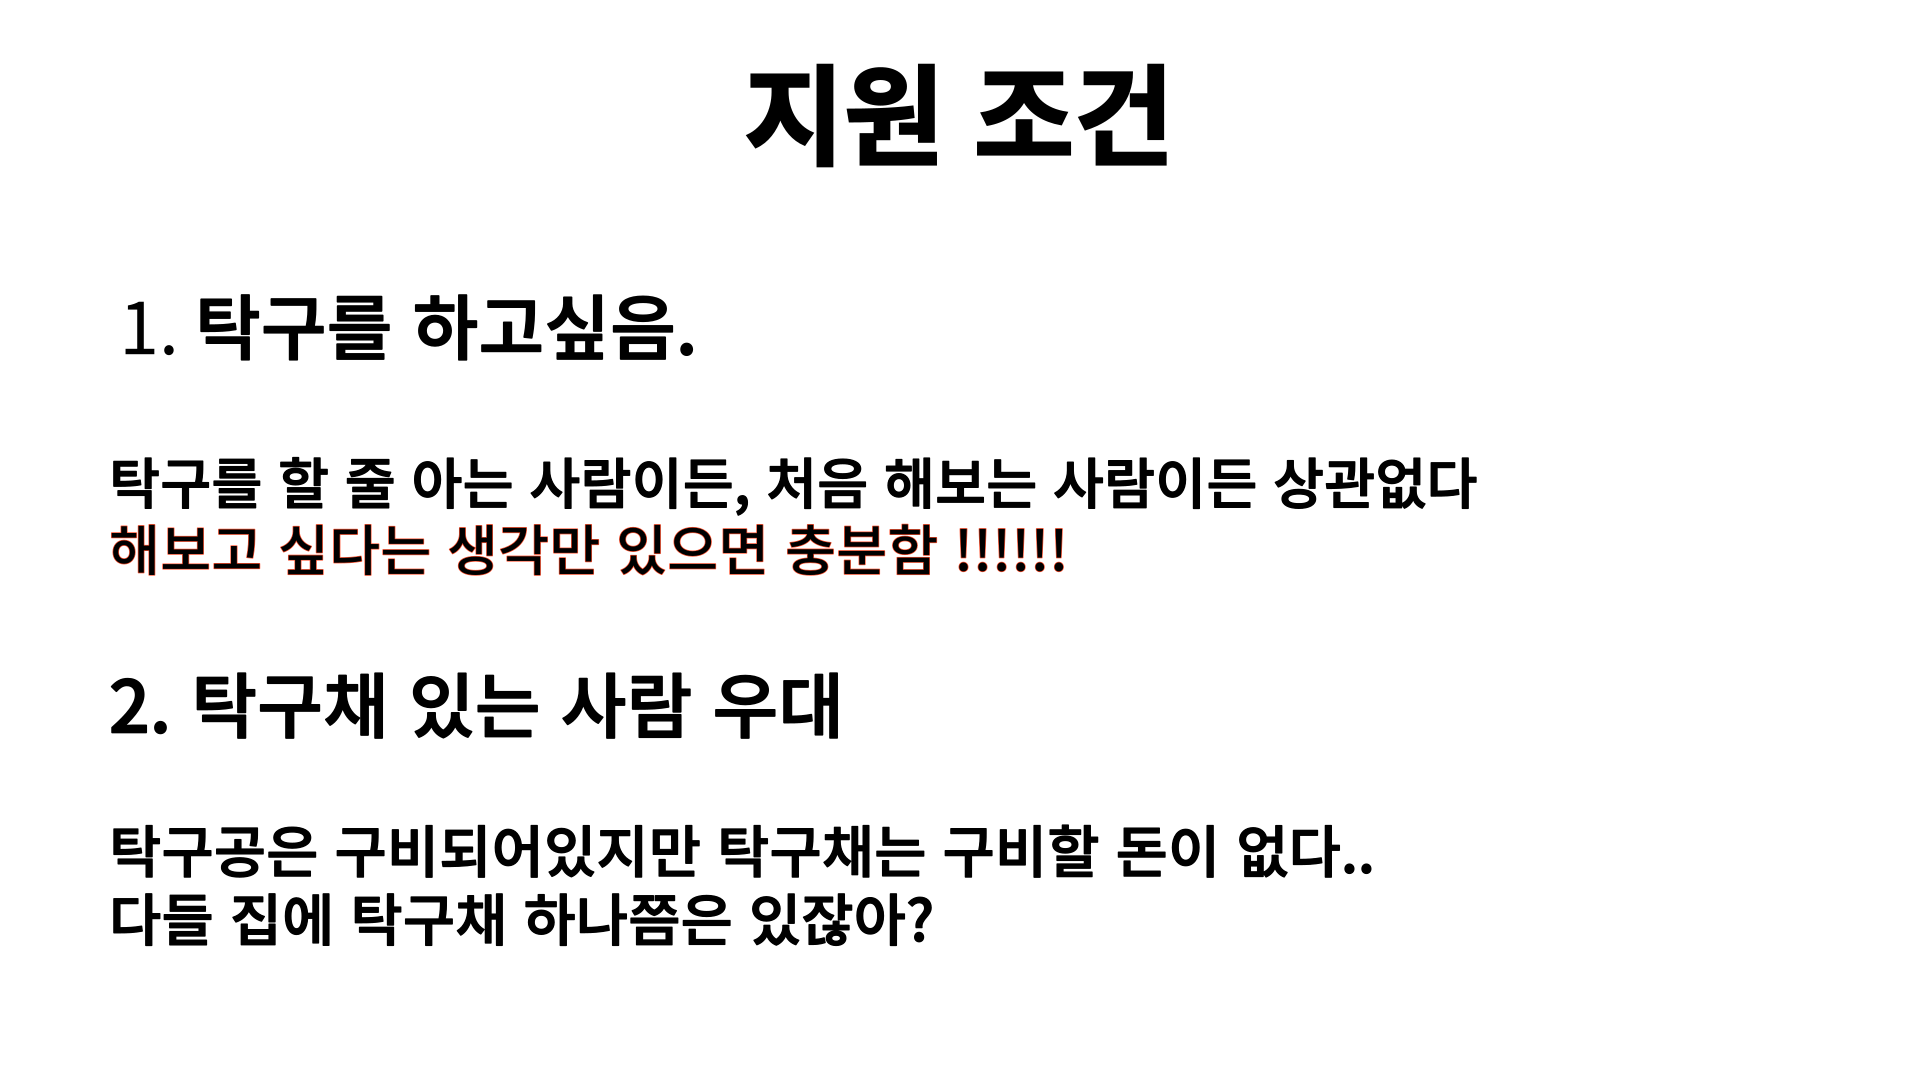 지원 조건
1. 탁구를 하고싶음.
탁구를 할 줄 아는 사람이든, 처음 해보는 사람이든 상관없다
해보고 싶다는 생각만 있으면 충분함 !!!!!!
2. 탁구채 있는 사람 우대
탁구공은 구비되어있지만 탁구채는 구비할 돈이 없다..
다들 집에 탁구채 하나쯤은 있잖아?